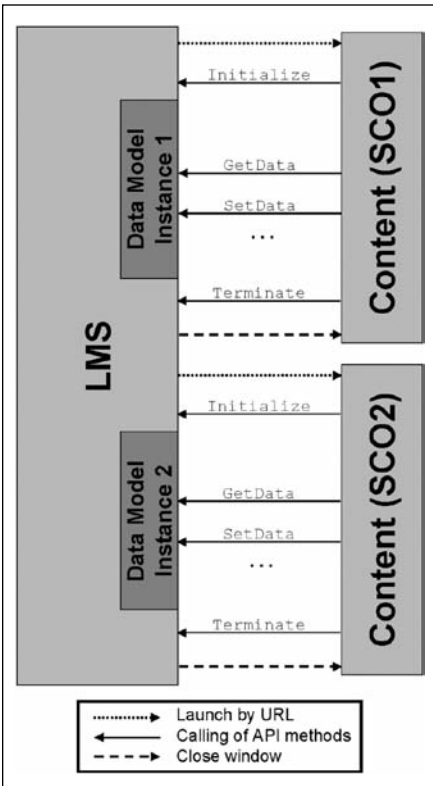 LMS
Data Model
Instance 1
Initialize
GetData
SetData
...
Terminate
Content (SCO1)
Data Model
Instance 2
Initialize
GetData
SetData
...
Terminate
Content (SCO2)
Launch by URL
Calling of API methods
Close window